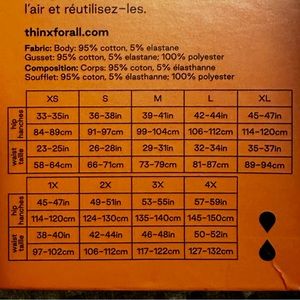 l'air et réutilisez-les.
thinxforall.com
Fabric: Body: 95% cotton, 5% elastane
Gusset: 95% cotton, 5% elastane; 100% polyester
Composition: Corps: 95% cotton, 5% élasthanne
Soufflet: 95% coton, 5% élasthanne; 100% polyester
XS S M L XL
hip hanches 33–35in 36–38in 39–41in 42–44in 45–47in
84–89cm 91–97cm 99–104cm 106–112cm 114–120cm
waist taille 23–25in 26–28in 29–31in 32–34in 35–37in
58–64cm 66–71cm 73–79cm 81–87cm 89–94cm
1X 2X 3X 4X
hip hanches 45–47in 49–51in 53–55in 57–59in
114–120cm 124–130cm 135–140cm 145–150cm
waist taille 38–40in 42–44in 46–48in 50–52in
97–102cm 106–112cm 117–122cm 127–132cm